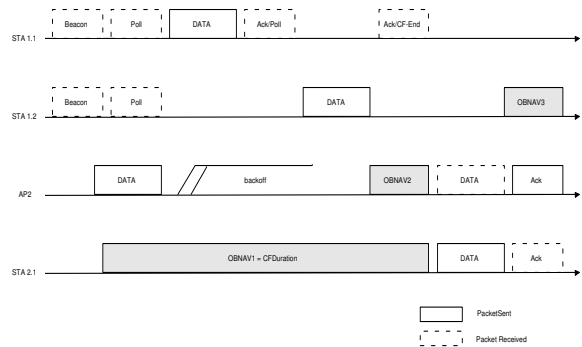 Beacon Poll DATA Ack/Poll Ack/CF-End
STA 1.1
Beacon Poll DATA OBNAV3
STA 1.2
DATA backoff OBNAV2 DATA Ack
AP2
OBNAV1 = CFDuration DATA Ack
STA 2.1
PacketSent
Packet Received